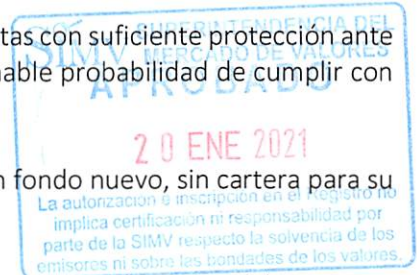 SUPERINTENDENCIA DEL
tas con suficiente protección ante
SIMV MERCADO DE VALORES
nable probabilidad de cumplir con
APROBADO
20 ENE 2021
n fondo nuevo, sin cartera para su
La autorización e inscripción en el Registro no
implica certificación ni responsabilidad por
parte de la SIMV respecto la solvencia de los
emisores ni sobre las bondades de los valores.